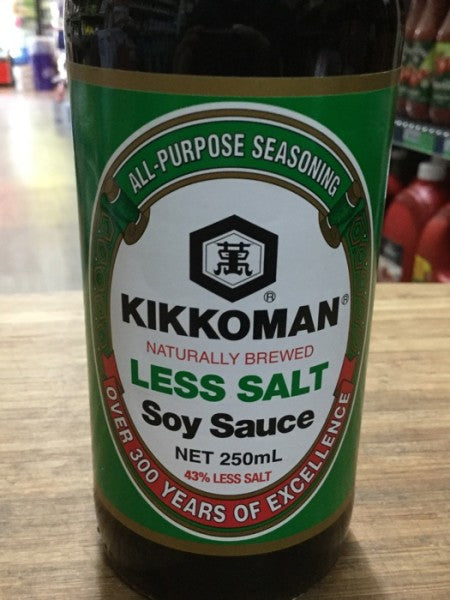 ALL-PURPOSE SEASONING
萬
®
KIKKOMAN®
NATURALLY BREWED
LESS SALT
Soy Sauce
NET 250mL
43% LESS SALT
OVER 300 YEARS OF EXCELLENCE